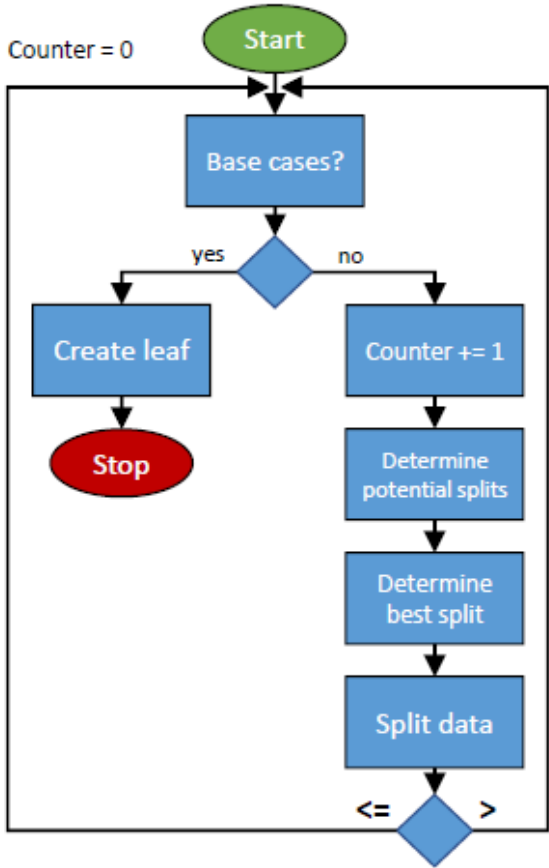 Start
Counter = 0
Base cases?
yes
no
Create leaf
Counter += 1
Stop
Determine
potential splits
Determine
best split
Split data
<=
>